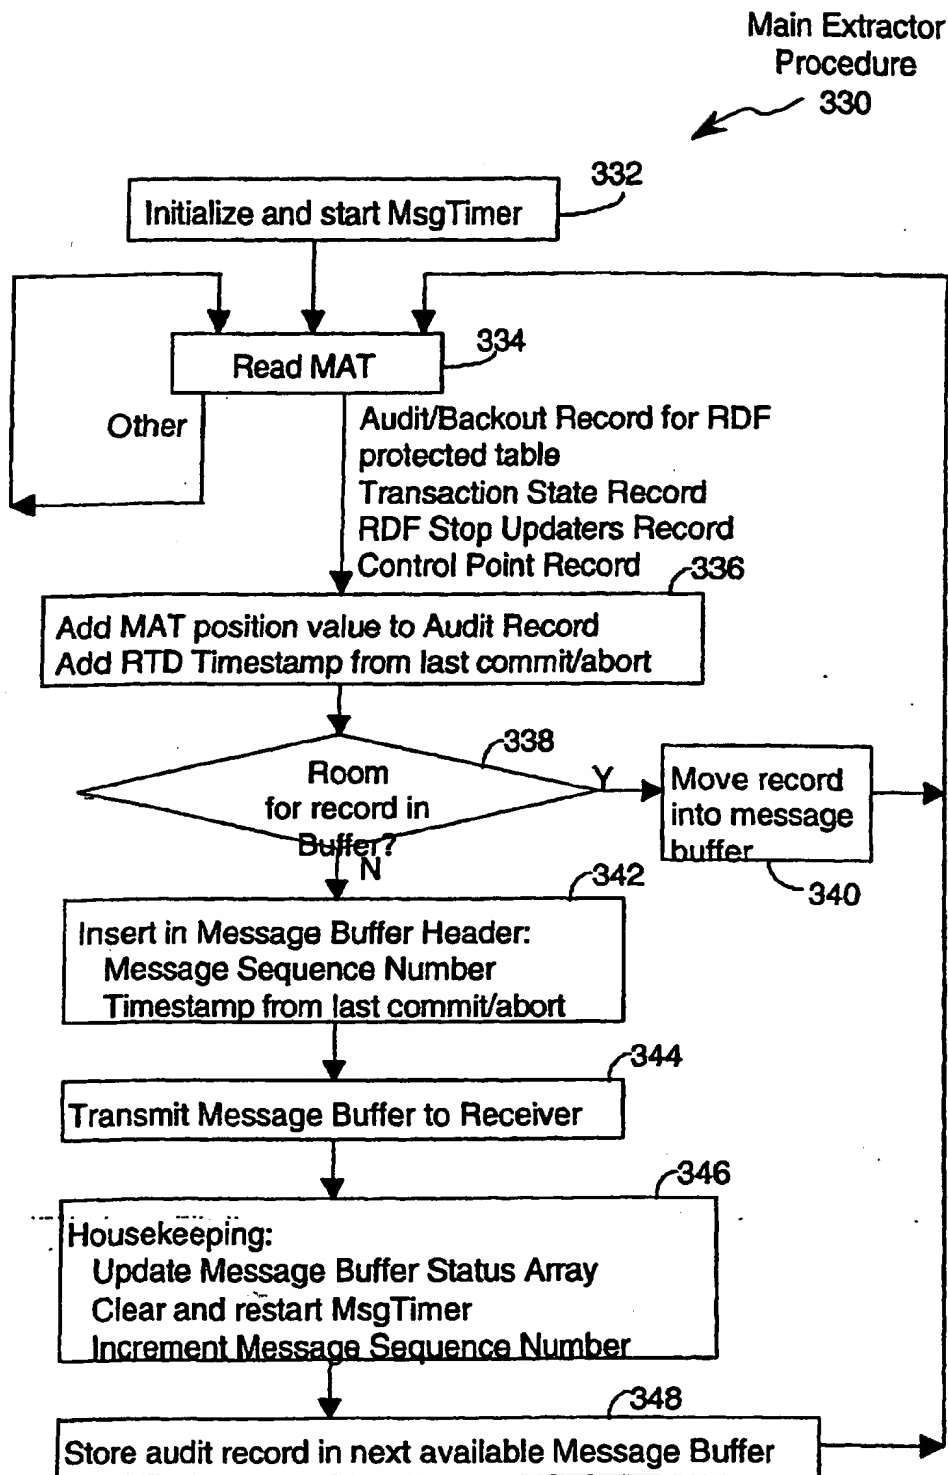 Main Extractor
Procedure
330
332
Initialize and start MsgTimer
334
Read MAT
Other
Audit/Backout Record for RDF
protected table
Transaction State Record
RDF Stop Updaters Record
Control Point Record
336
Add MAT position value to Audit Record
Add RTD Timestamp from last commit/abort
338
Room
for record in
Buffer?
Y
Move record
into message
buffer
340
N
342
Insert in Message Buffer Header:
Message Sequence Number
Timestamp from last commit/abort
344
Transmit Message Buffer to Receiver
346
Housekeeping:
Update Message Buffer Status Array
Clear and restart MsgTimer
Increment Message Sequence Number
348
Store audit record in next available Message Buffer